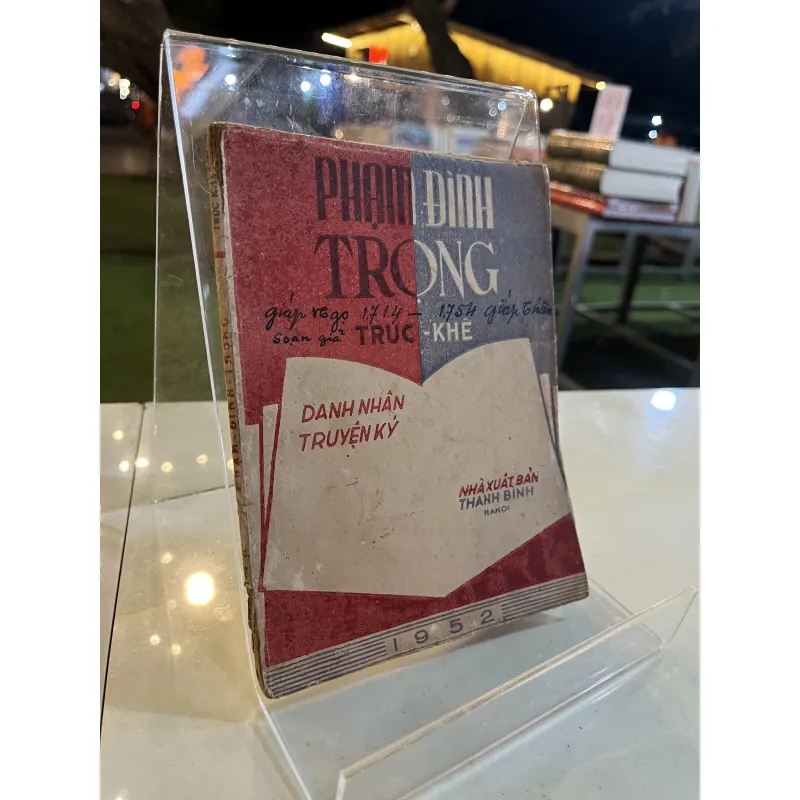 PHẠM ĐÌNH
TRỌNG
giáp ngọ 1714 - 1754 giáp
soạn giả TRÚC-KHÊ
DANH NHÂN
TRUYỆN KÝ
NHÀ XUẤT BẢN
THANH BÌNH
HANOI
1952